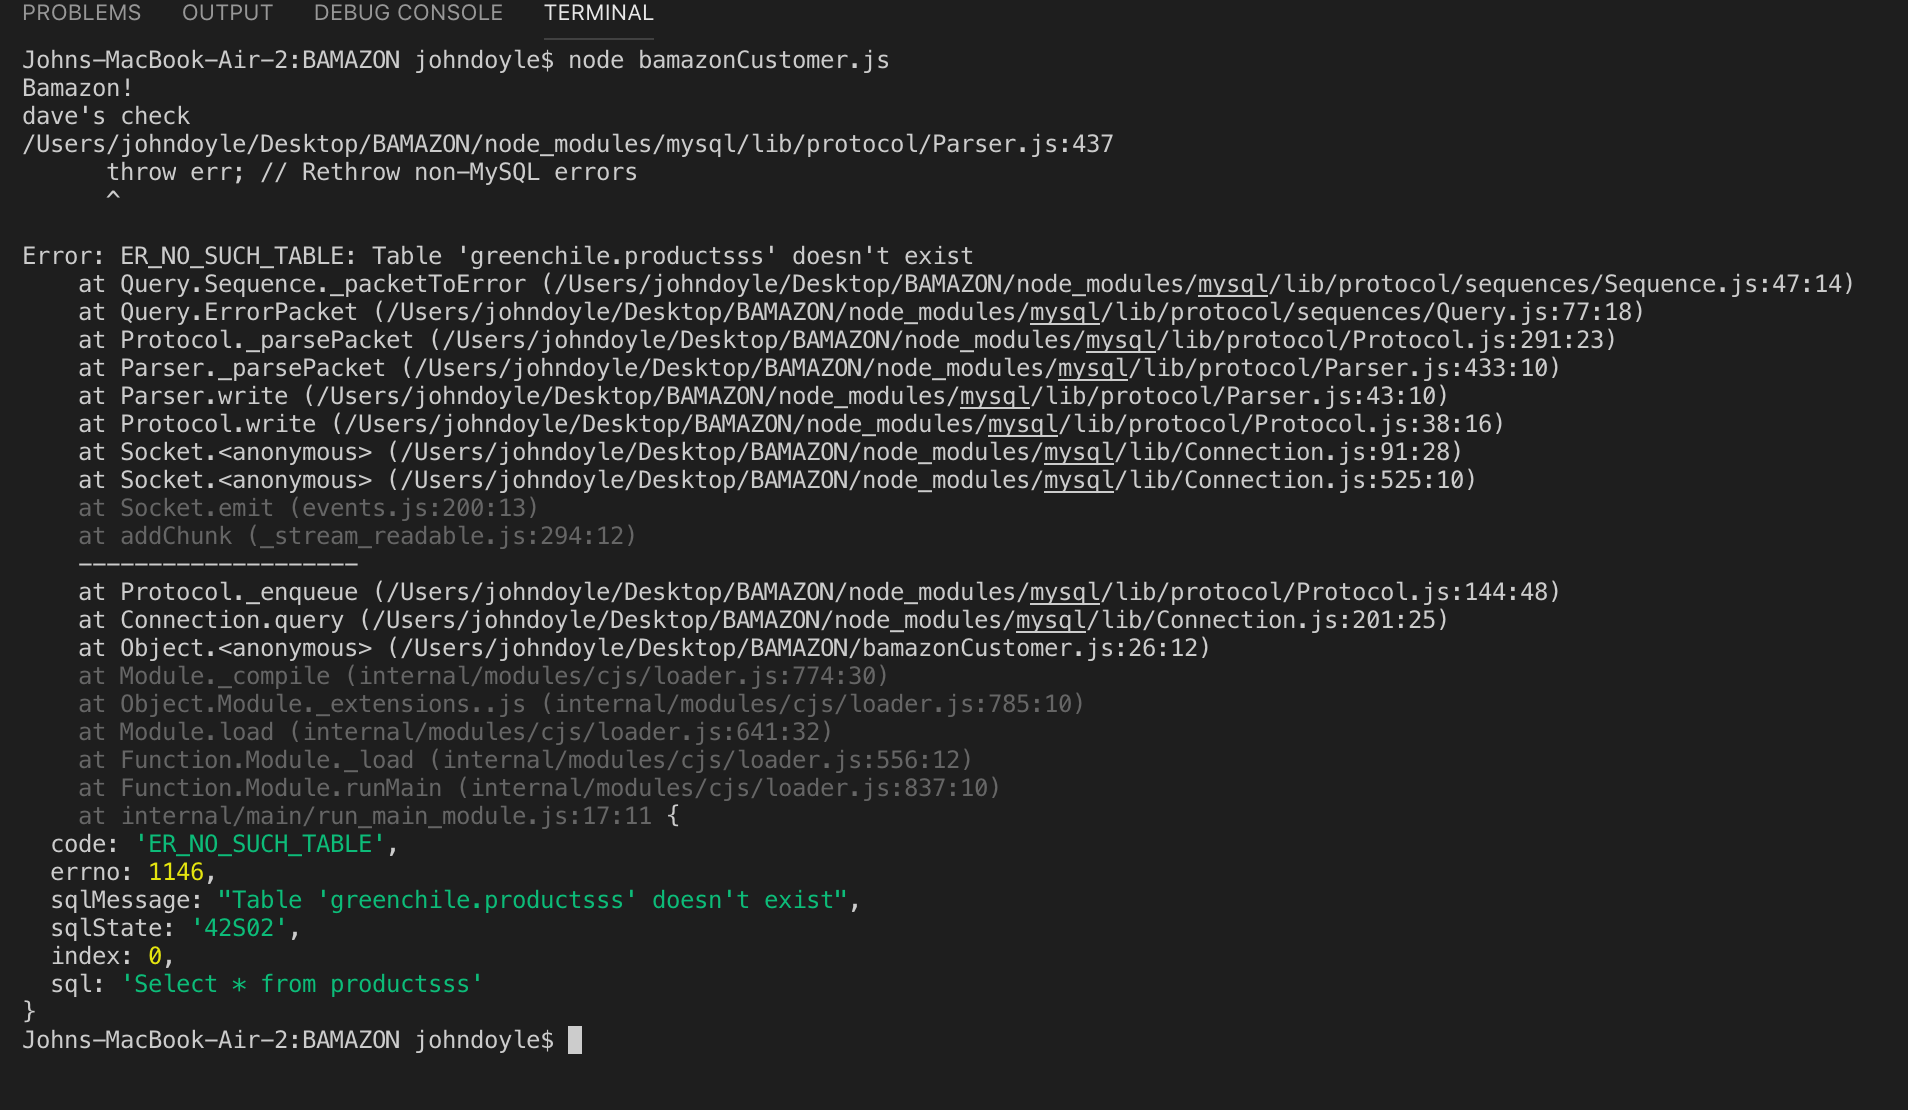 PROBLEMS OUTPUT DEBUG CONSOLE TERMINAL
Johns-MacBook-Air-2:BAMAZON johndoyle$ node bamazonCustomer.js
Bamazon!
dave's check
/Users/johndoyle/Desktop/BAMAZON/node_modules/mysql/lib/protocol/Parser.js:437
      throw err; // Rethrow non-MySQL errors
      ^
Error: ER_NO_SUCH_TABLE: Table 'greenchile.productsss' doesn't exist
    at Query.Sequence._packetToError (/Users/johndoyle/Desktop/BAMAZON/node_modules/mysql/lib/protocol/sequences/Sequence.js:47:14)
    at Query.ErrorPacket (/Users/johndoyle/Desktop/BAMAZON/node_modules/mysql/lib/protocol/sequences/Query.js:77:18)
    at Protocol._parsePacket (/Users/johndoyle/Desktop/BAMAZON/node_modules/mysql/lib/protocol/Protocol.js:291:23)
    at Parser._parsePacket (/Users/johndoyle/Desktop/BAMAZON/node_modules/mysql/lib/protocol/Parser.js:433:10)
    at Parser.write (/Users/johndoyle/Desktop/BAMAZON/node_modules/mysql/lib/protocol/Parser.js:43:10)
    at Protocol.write (/Users/johndoyle/Desktop/BAMAZON/node_modules/mysql/lib/protocol/Protocol.js:38:16)
    at Socket.<anonymous> (/Users/johndoyle/Desktop/BAMAZON/node_modules/mysql/lib/Connection.js:91:28)
    at Socket.<anonymous> (/Users/johndoyle/Desktop/BAMAZON/node_modules/mysql/lib/Connection.js:525:10)
    at Socket.emit (events.js:200:13)
    at addChunk (_stream_readable.js:294:12)
    --------------------
    at Protocol._enqueue (/Users/johndoyle/Desktop/BAMAZON/node_modules/mysql/lib/protocol/Protocol.js:144:48)
    at Connection.query (/Users/johndoyle/Desktop/BAMAZON/node_modules/mysql/lib/Connection.js:201:25)
    at Object.<anonymous> (/Users/johndoyle/Desktop/BAMAZON/bamazonCustomer.js:26:12)
    at Module._compile (internal/modules/cjs/loader.js:774:30)
    at Object.Module._extensions..js (internal/modules/cjs/loader.js:785:10)
    at Module.load (internal/modules/cjs/loader.js:641:32)
    at Function.Module._load (internal/modules/cjs/loader.js:556:12)
    at Function.Module.runMain (internal/modules/cjs/loader.js:837:10)
    at internal/main/run_main_module.js:17:11 {
  code: 'ER_NO_SUCH_TABLE',
  errno: 1146,
  sqlMessage: "Table 'greenchile.productsss' doesn't exist",
  sqlState: '42S02',
  index: 0,
  sql: 'Select * from productsss'
}
Johns-MacBook-Air-2:BAMAZON johndoyle$